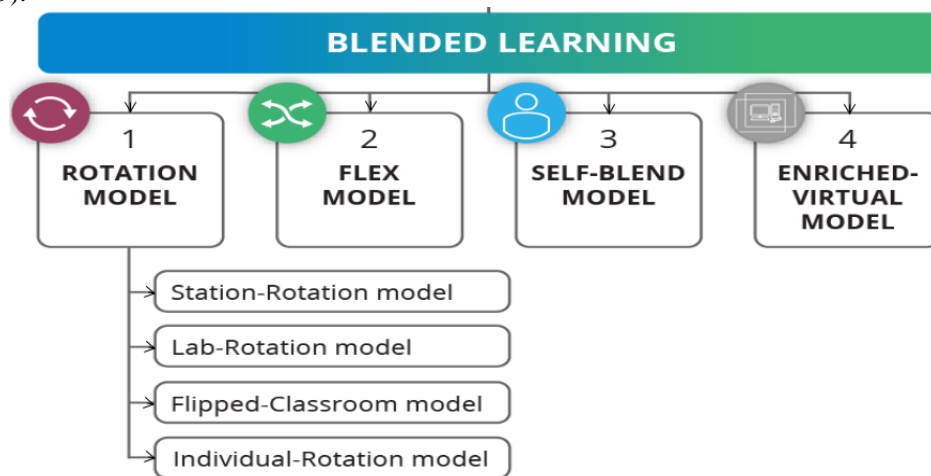 BLENDED LEARNING
1
ROTATION
MODEL
2
FLEX
MODEL
3
SELF-BLEND
MODEL
4
ENRICHED-
VIRTUAL
MODEL
Station-Rotation model
Lab-Rotation model
Flipped-Classroom model
Individual-Rotation model